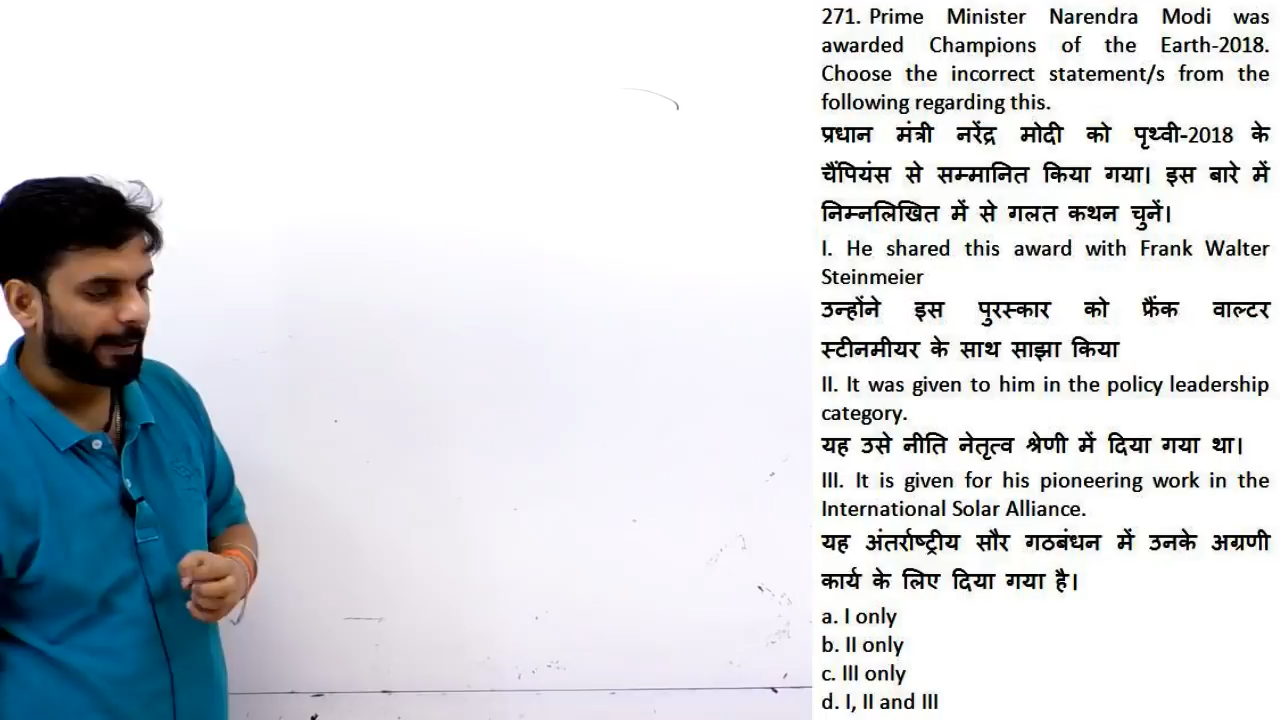 271. Prime Minister Narendra Modi was
awarded Champions of the Earth-2018.
Choose the incorrect statement/s from the
following regarding this.
प्रधान मंत्री नरेंद्र मोदी को पृथ्वी-2018 के
चैंपियंस से सम्मानित किया गया। इस बारे में
निम्नलिखित में से गलत कथन चुनें।
I. He shared this award with Frank Walter
Steinmeier
उन्होंने इस पुरस्कार को फ्रैंक वाल्टर
स्टीनमीयर के साथ साझा किया
II. It was given to him in the policy leadership
category.
यह उसे नीति नेतृत्व श्रेणी में दिया गया था।
III. It is given for his pioneering work in the
International Solar Alliance.
यह अंतर्राष्ट्रीय सौर गठबंधन में उनके अग्रणी
कार्य के लिए दिया गया है।
a. I only
b. II only
c. III only
d. I, II and III